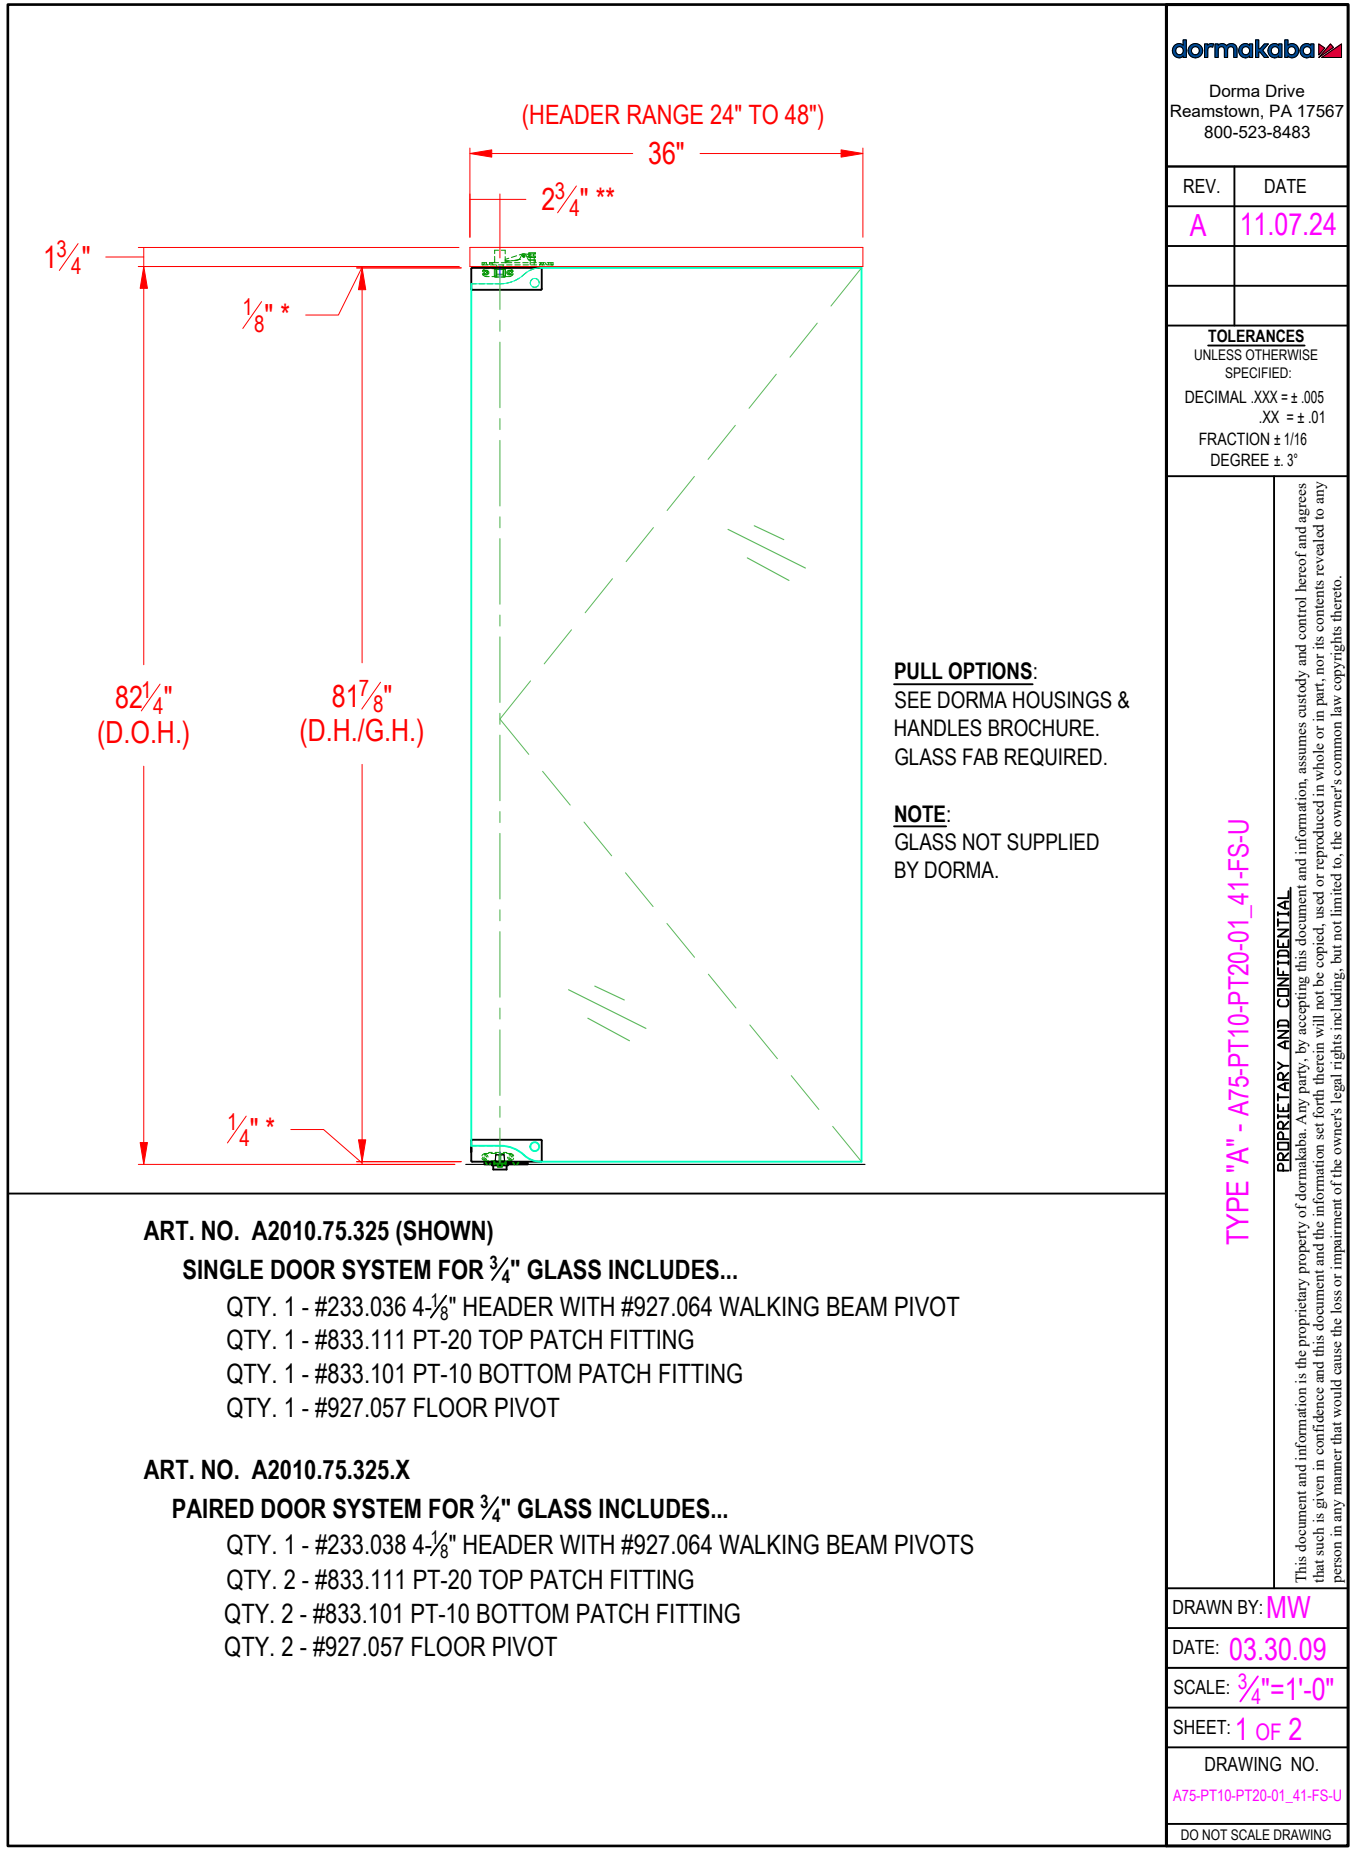 (HEADER RANGE 24" TO 48")
36"
2 3/4" **
1 3/4"
1/8" *
82 1/4"
(D.O.H.)
81 7/8"
(D.H./G.H.)
1/4" *
PULL OPTIONS:
SEE DORMA HOUSINGS &
HANDLES BROCHURE.
GLASS FAB REQUIRED.
NOTE:
GLASS NOT SUPPLIED
BY DORMA.
ART. NO. A2010.75.325 (SHOWN)
SINGLE DOOR SYSTEM FOR 3/4" GLASS INCLUDES...
QTY. 1 - #233.036 4-1/8" HEADER WITH #927.064 WALKING BEAM PIVOT
QTY. 1 - #833.111 PT-20 TOP PATCH FITTING
QTY. 1 - #833.101 PT-10 BOTTOM PATCH FITTING
QTY. 1 - #927.057 FLOOR PIVOT
ART. NO. A2010.75.325.X
PAIRED DOOR SYSTEM FOR 3/4" GLASS INCLUDES...
QTY. 1 - #233.038 4-1/8" HEADER WITH #927.064 WALKING BEAM PIVOTS
QTY. 2 - #833.111 PT-20 TOP PATCH FITTING
QTY. 2 - #833.101 PT-10 BOTTOM PATCH FITTING
QTY. 2 - #927.057 FLOOR PIVOT
dormakaba
Dorma Drive
Reamstown, PA 17567
800-523-8483
REV. DATE
A 11.07.24
TOLERANCES
UNLESS OTHERWISE
SPECIFIED:
DECIMAL .XXX = ± .005
.XX = ± .01
FRACTION ± 1/16
DEGREE ±. 3°
TYPE "A" - A75-PT10-PT20-01_41-FS-U
PROPRIETARY AND CONFIDENTIAL
This document and information is the proprietary property of dormakaba. Any party, by accepting this document and information, assumes custody and control hereof and agrees
that such is given in confidence and this document and the information set forth therein will not be copied, used or reproduced in whole or in part, nor its contents revealed to any
person in any manner that would cause the loss or impairment of the owner's legal rights including, but not limited to, the owner's common law copyrights thereto.
DRAWN BY: MW
DATE: 03.30.09
SCALE: 3/4"=1'-0"
SHEET: 1 OF 2
DRAWING NO.
A75-PT10-PT20-01_41-FS-U
DO NOT SCALE DRAWING